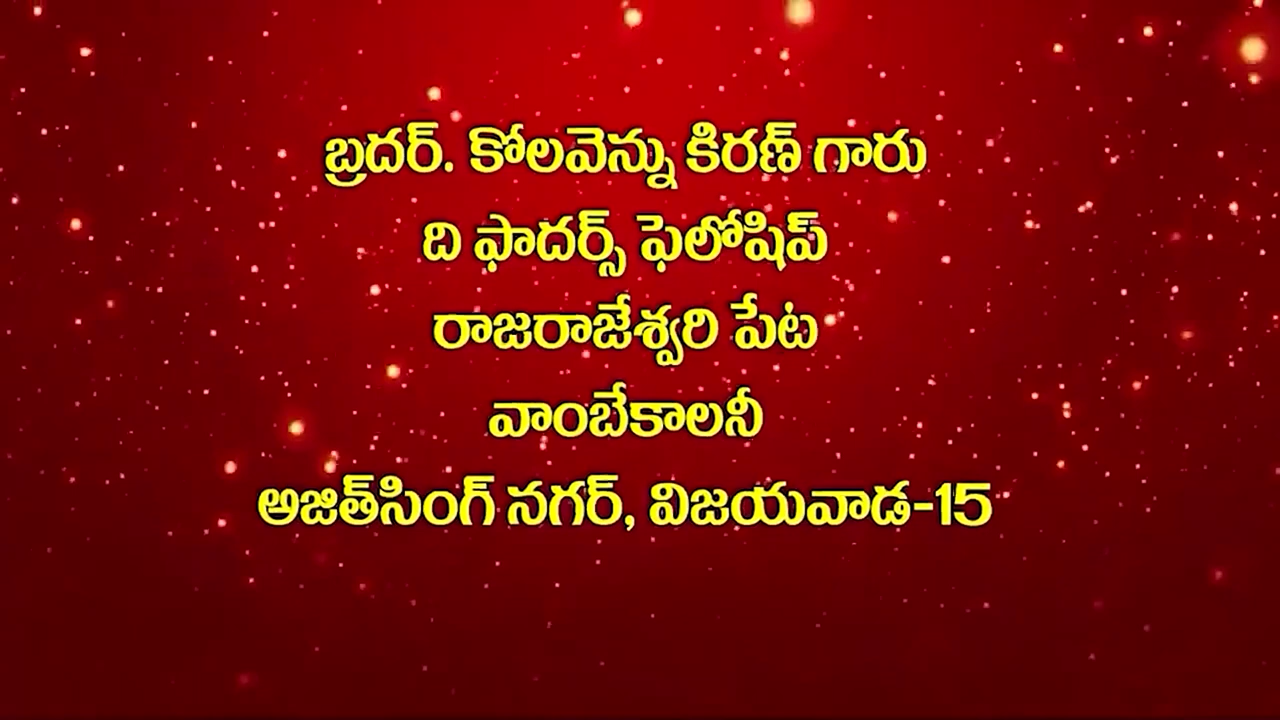 బ్రదర్. కోలవెన్ను కిరణ్ గారు
ది ఫాదర్స్ ఫెలోషిప్
రాజరాజేశ్వరి పేట
వాంబేకాలనీ
అజిత్‌సింగ్ నగర్, విజయవాడ-15